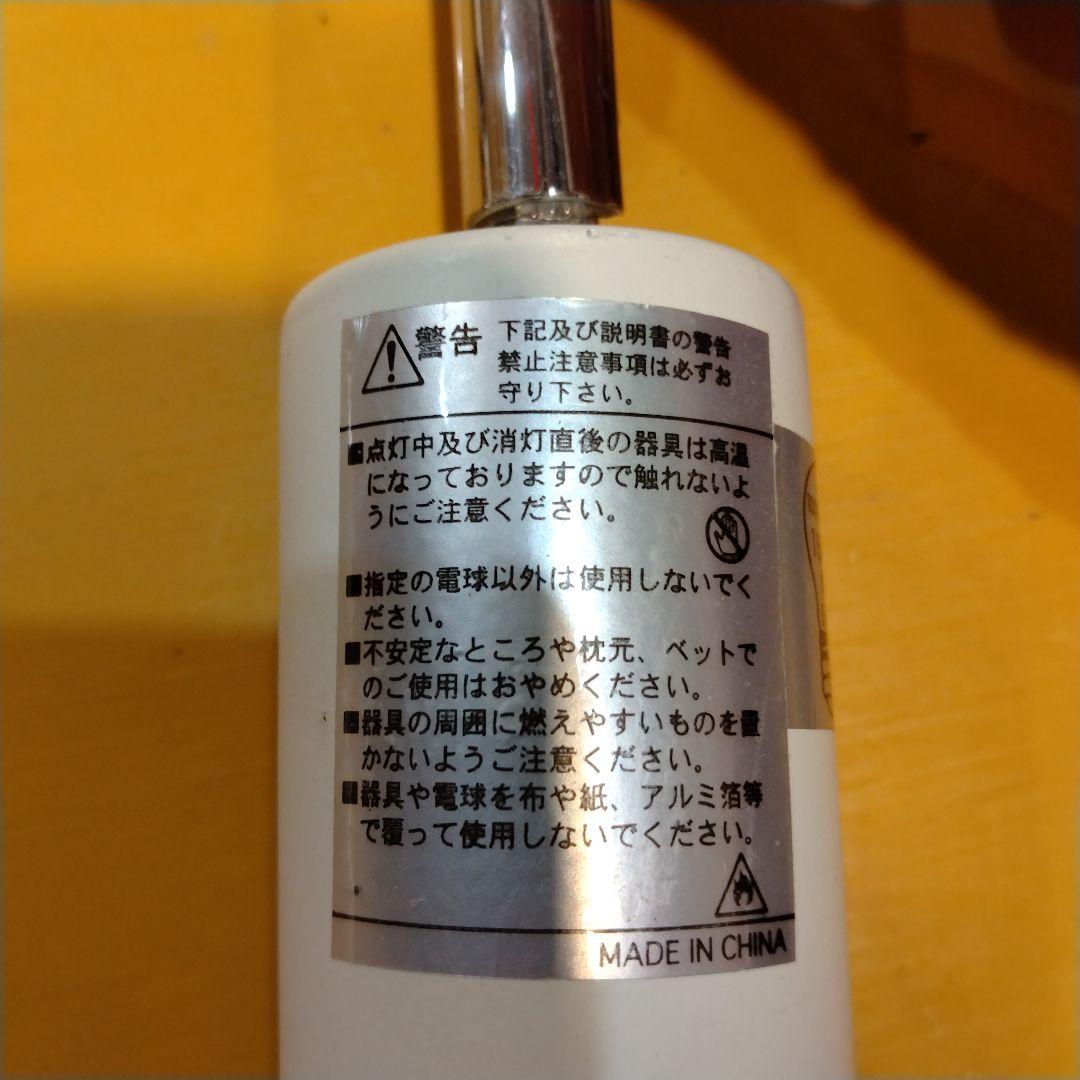 警告
下記及び説明書の警告
禁止注意事項は必ずお
守り下さい。
■点灯中及び消灯直後の器具は高温
になっておりますので触れないよ
うにご注意ください。
■指定の電球以外は使用しないでく
ださい。
■不安定なところや枕元、ベットで
のご使用はおやめください。
■器具の周囲に燃えやすいものを置
かないようご注意ください。
■器具や電球を布や紙、アルミ箔等
で覆って使用しないでください。
MADE IN CHINA